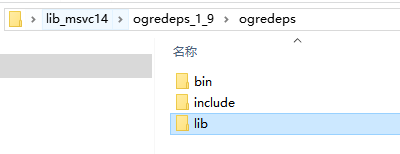 lib_msvc14 > ogredeps_1_9 > ogredeps
名称
bin
include
lib